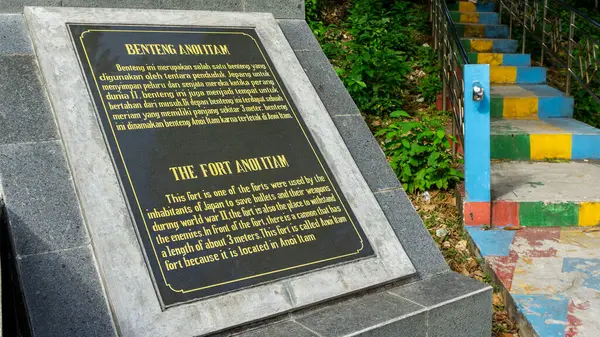 BENTENG ANOI ITAM
Benteng ini merupakan salah satu benteng yang
digunakan oleh tentara penduduk Jepang untuk
menyimpan peluru dan senjata mereka ketika perang
dunia II. benteng ini juga menjadi tempat untuk
bertahan dari musuh. Di depan benteng ini terdapat sebuah
meriam yang memiliki panjang sekitar 3 meter. benteng
ini dinamakan benteng Anoi Itam karna terletak di Anoi Itam
THE FORT ANOI ITAM
This fort is one of the forts were used by the
inhabitants of Japan to save bullets and their weapons
during world war II. the fort is also the place to withstand
the enemies. In front of the fort, there is a cannon that has
a length of about 3 meters. This fort is called Anoi Itam
fort because it is located in Anoi Itam